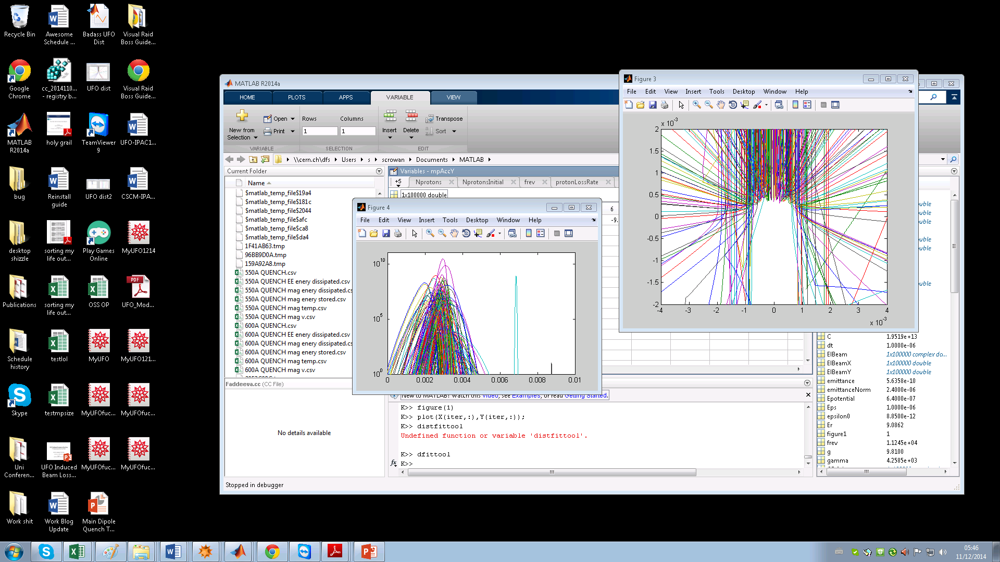 Recycle Bin
Awesome Schedule ...
Badass UFO Dist
Visual Raid Boss Guide...
Google Chrome
cc_2014110... - registry b...
UFO dist
Visual Raid Boss Guide...
MATLAB R2014a
holy grail
TeamViewer 9
UFO-IPAC1...
bug
Reinstall guide
UFO dist2
CSCM-IPA...
desktop shizzle
sorting my life out...
Play Games Online
MyUFO1214
Publications
sorting my life out...
OSS OP
UFO_Mod...
Schedule history
testlol
MyUFO
MyUFO121...
Skype
testmpsize
MyUFOfuc...
MyUFOfuc...
Uni Conferen...
UFO Induced Beam Loss...
MyUFOfuc...
MyUFOfuc...
Work shit
Work Blog Update
Main Dipole Quench T...
MATLAB R2014a
HOME PLOTS APPS VARIABLE VIEW
New from Selection
Open
Print
Rows
Columns
1
1
Insert
Delete
Transpose
Sort
VARIABLE SELECTION EDIT
\\cern.ch\dfs Users s scrowan Documents MATLAB
Current Folder
Name
$matlab_temp_file$19a4
$matlab_temp_file$181c
$matlab_temp_file$2044
$matlab_temp_file$afc
$matlab_temp_file$ca8
$matlab_temp_file$da4
1F41AB63.tmp
96BB9D0A.tmp
159A92A8.tmp
550A QUENCH.csv
550A QUENCH EE enery dissipated.csv
550A QUENCH mag enery dissipated.cs
550A QUENCH mag enery stored.csv
550A QUENCH mag temp.csv
550A QUENCH mag v.csv
600A QUENCH.csv
600A QUENCH EE enery dissipated.csv
600A QUENCH mag enery dissipated.cs
600A QUENCH mag enery stored.csv
600A QUENCH mag temp.csv
600A QUENCH mag v.csv
Faddeeva.cc (CC File)
No details available
Stopped in debugger
Variables - mpAccY
+5 Nprotons NprotonsInitial frev protonLossRate
1x100000 double
6
-9.
Figure 4
File Edit View Insert Tools Desktop Window Help
10^10
10^5
10^0
0 0.002 0.004 0.006 0.008 0.01
Figure 3
File Edit View Insert Tools Desktop Window Help
x 10^-3
2
1.5
1
0.5
0
-0.5
-1
-1.5
-2
-4 -3 -2 -1 0 1 2 3 4
x 10^-3
New to MATLAB? Watch this Video, see Examples, or read Getting Started.
K>> figure(1)
K>> plot(X(iter,:),Y(iter,:));
K>> distfittool
Undefined function or variable 'distfittool'.
K>> dfittool
fx K>>
ouble
ouble
ouble
ouble
ouble
ouble
C 1.9519e+13
dt 1.0000e-06
ElBeam 1x100000 complex do...
ElBeamX 1x100000 double
ElBeamY 1x100000 double
emittance 5.6358e-10
emittanceNorm 2.4000e-06
Epotential 6.4000e-07
Eps 1.0000e-06
epsilon0 8.8500e-12
Er 9.0862
figure1 1
frev 1.1245e+04
g 9.8100
gamma 4.2585e+03
05:46
11/12/2014